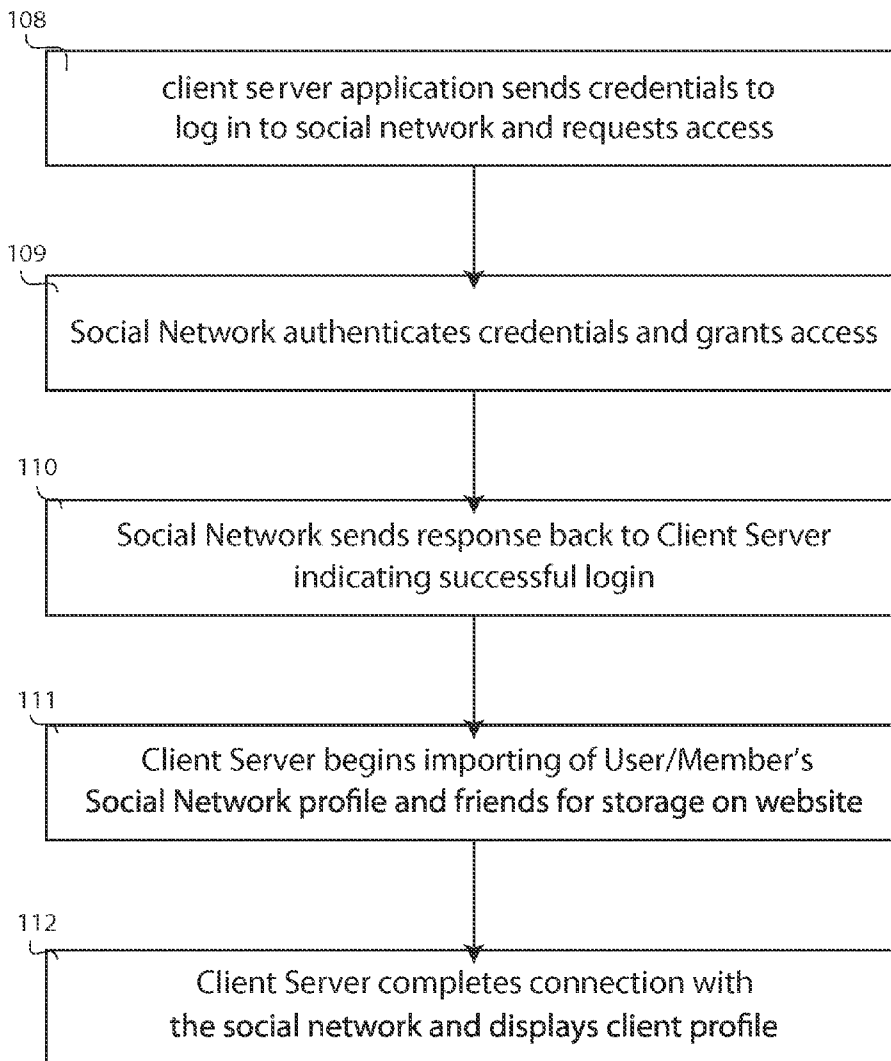 108
client server application sends credentials to
log in to social network and requests access
109
Social Network authenticates credentials and grants access
110
Social Network sends response back to Client Server
indicating successful login
111
Client Server begins importing of User/Member's
Social Network profile and friends for storage on website
112
Client Server completes connection with
the social network and displays client profile